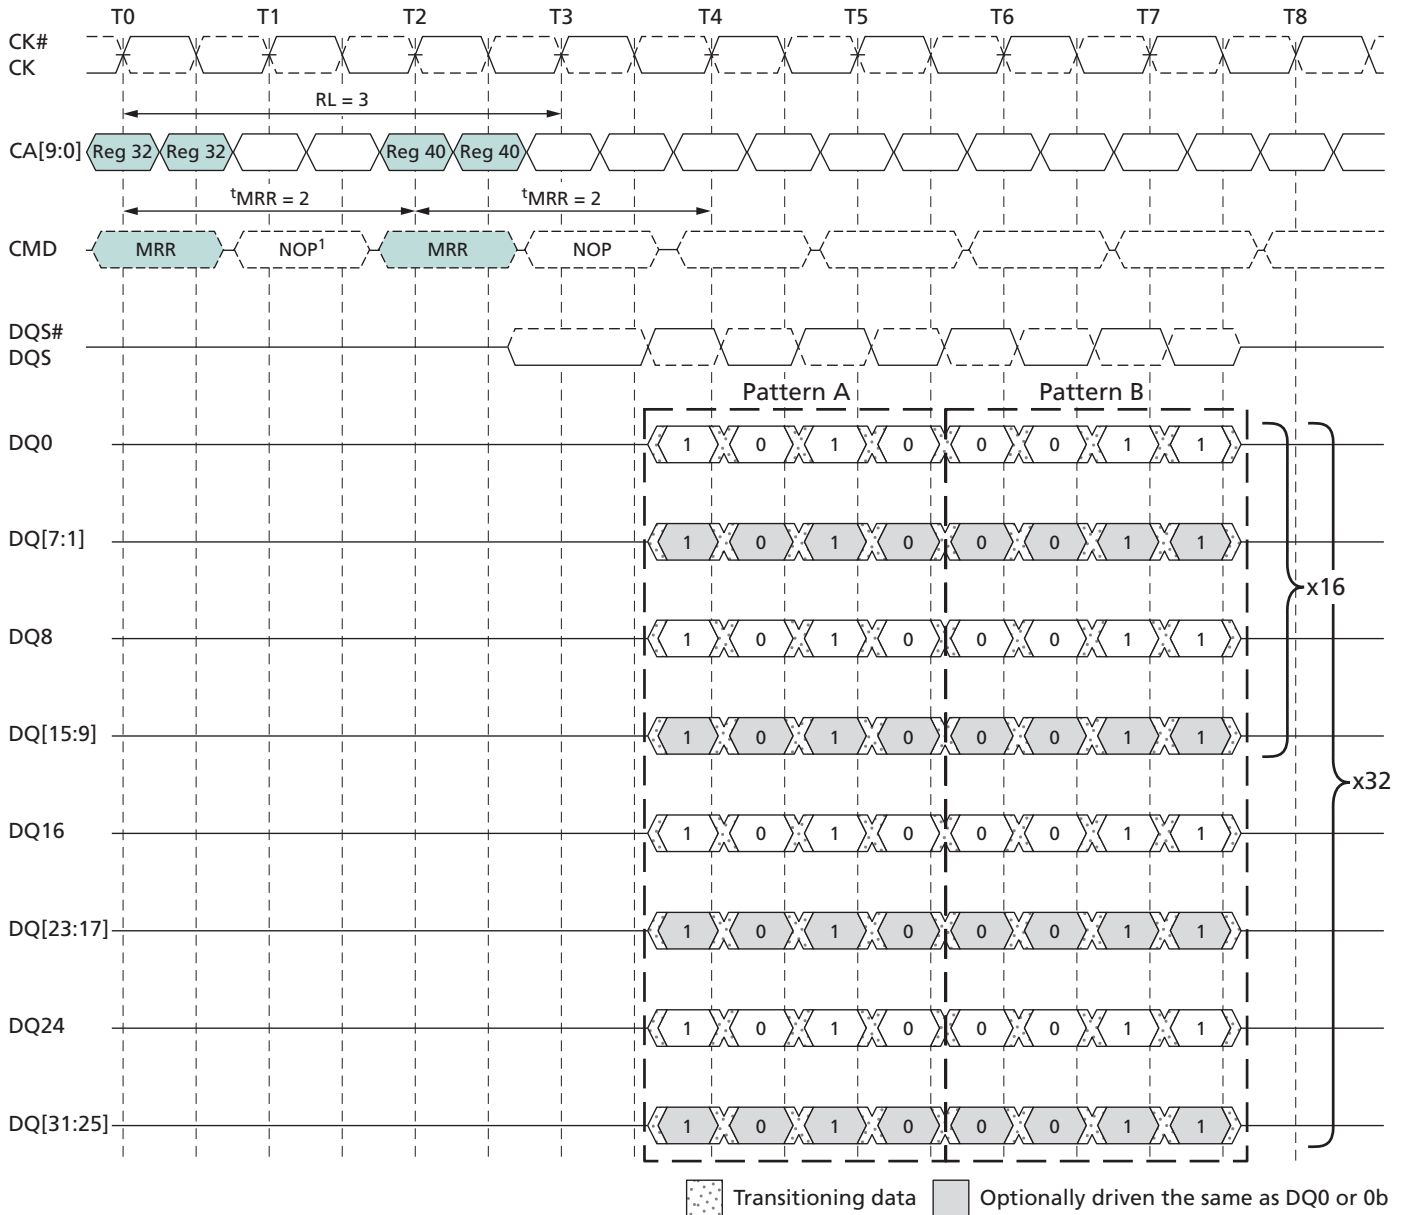 T0 T1 T2 T3 T4 T5 T6 T7 T8
CK#
CK
RL = 3
CA[9:0] Reg 32 Reg 32 Reg 40 Reg 40
tMRR = 2 tMRR = 2
CMD MRR NOP1 MRR NOP
DQS#
DQS
Pattern A Pattern B
DQ0 1 0 1 0 0 0 1 1
DQ[7:1] 1 0 1 0 0 0 1 1
x16
DQ8 1 0 1 0 0 0 1 1
DQ[15:9] 1 0 1 0 0 0 1 1
x32
DQ16 1 0 1 0 0 0 1 1
DQ[23:17] 1 0 1 0 0 0 1 1
DQ24 1 0 1 0 0 0 1 1
DQ[31:25] 1 0 1 0 0 0 1 1
Transitioning data Optionally driven the same as DQ0 or 0b